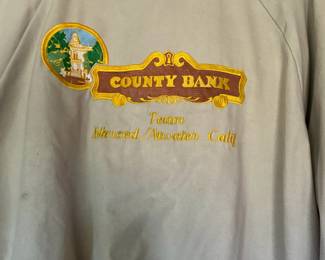 COUNTY BANK
Team
Merced/Atwater Calif